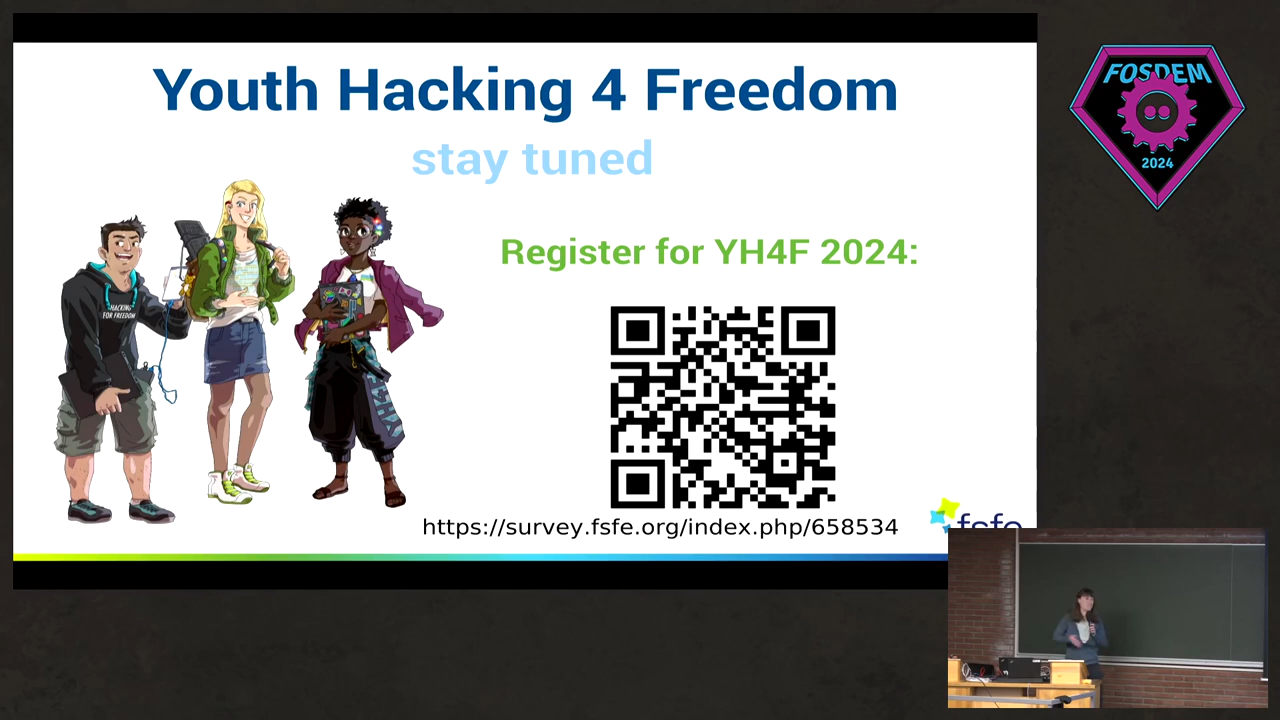 Youth Hacking 4 Freedom
stay tuned
Register for YH4F 2024:
HACKING
FOR FREEDOM
https://survey.fsfe.org/index.php/658534
fsfe
FOSDEM
2024